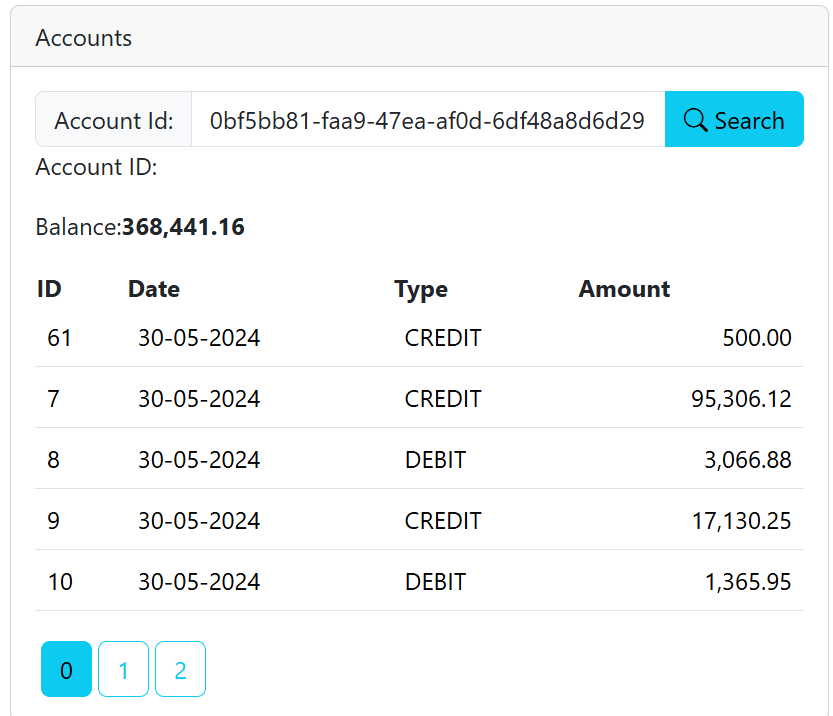 Accounts
Account Id: 0bf5bb81-faa9-47ea-af0d-6df48a8d6d29 Search
Account ID:
Balance:368,441.16
ID Date Type Amount
61 30-05-2024 CREDIT 500.00
7 30-05-2024 CREDIT 95,306.12
8 30-05-2024 DEBIT 3,066.88
9 30-05-2024 CREDIT 17,130.25
10 30-05-2024 DEBIT 1,365.95
0 1 2